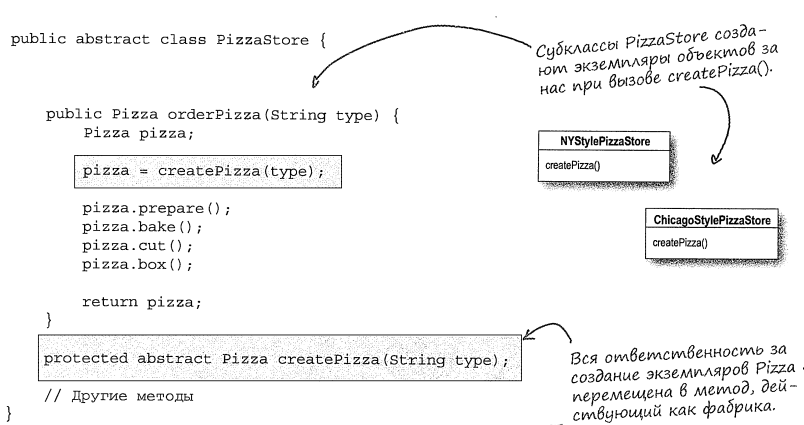 public abstract class PizzaStore {
Субклассы PizzaStore созда-
ют экземпляры объектов за
нас при вызове createPizza().
public Pizza orderPizza(String type) {
Pizza pizza;
pizza = createPizza(type);
pizza.prepare();
pizza.bake();
pizza.cut();
pizza.box();
return pizza;
}
NYStylePizzaStore
createPizza()
ChicagoStylePizzaStore
createPizza()
protected abstract Pizza createPizza(String type);
// Другие методы
}
Вся ответственность за
создание экземпляров Pizza
перемещена в метод, дей-
ствующий как фабрика.